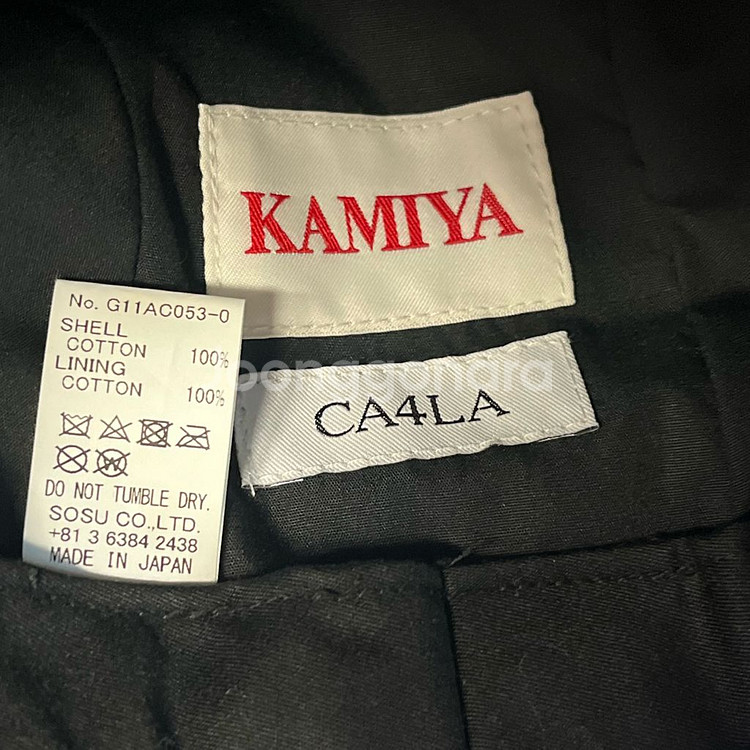 KAMIYA
CA4LA
No. G11AC053-0
SHELL
COTTON 100%
LINING
COTTON 100%
DO NOT TUMBLE DRY.
SOSU CO.,LTD.
+81 3 6384 2438
MADE IN JAPAN
W